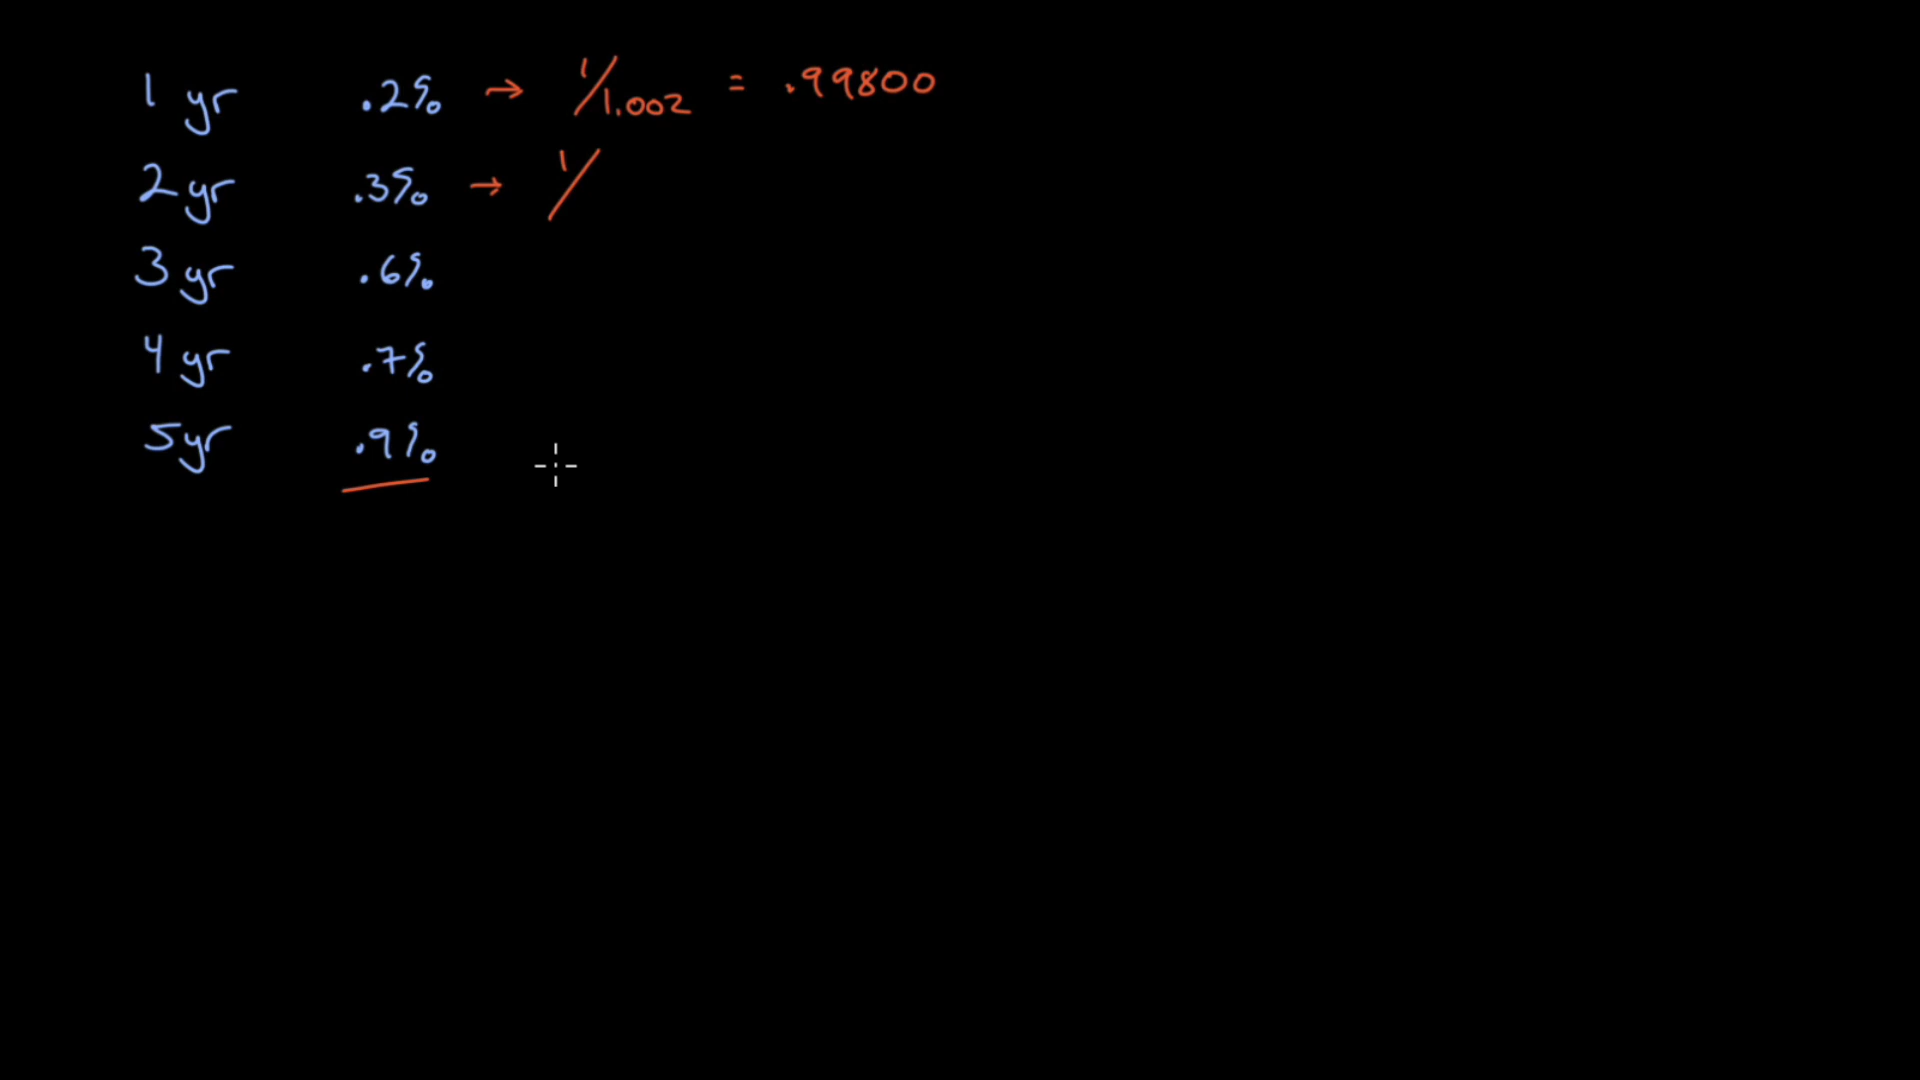 1 yr .2% → 1/1.002 = .99800
2 yr .3% → 1/
3 yr .6%
4 yr .7%
5 yr .9%